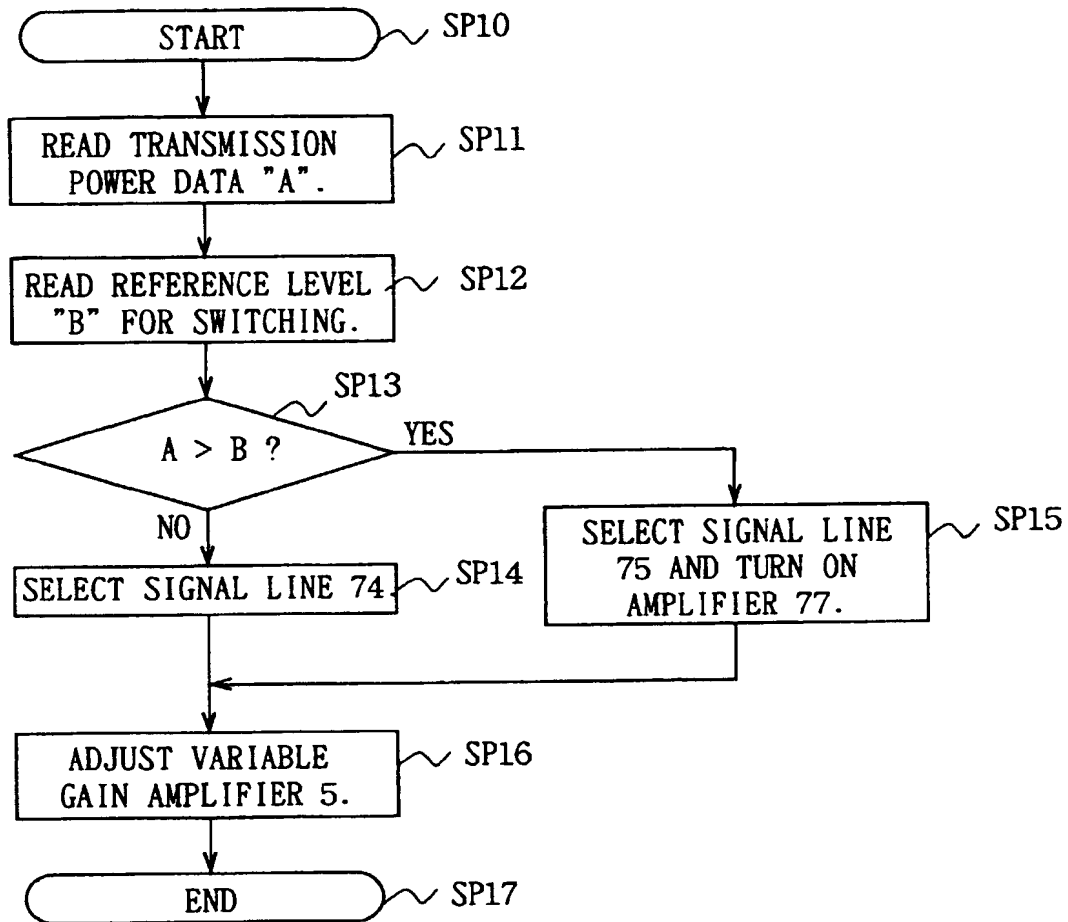 START
SP10
READ TRANSMISSION
POWER DATA "A".
SP11
READ REFERENCE LEVEL
"B" FOR SWITCHING.
SP12
SP13
A > B ?
YES
NO
SELECT SIGNAL LINE 74.
SP14
SELECT SIGNAL LINE
75 AND TURN ON
AMPLIFIER 77.
SP15
ADJUST VARIABLE
GAIN AMPLIFIER 5.
SP16
END
SP17